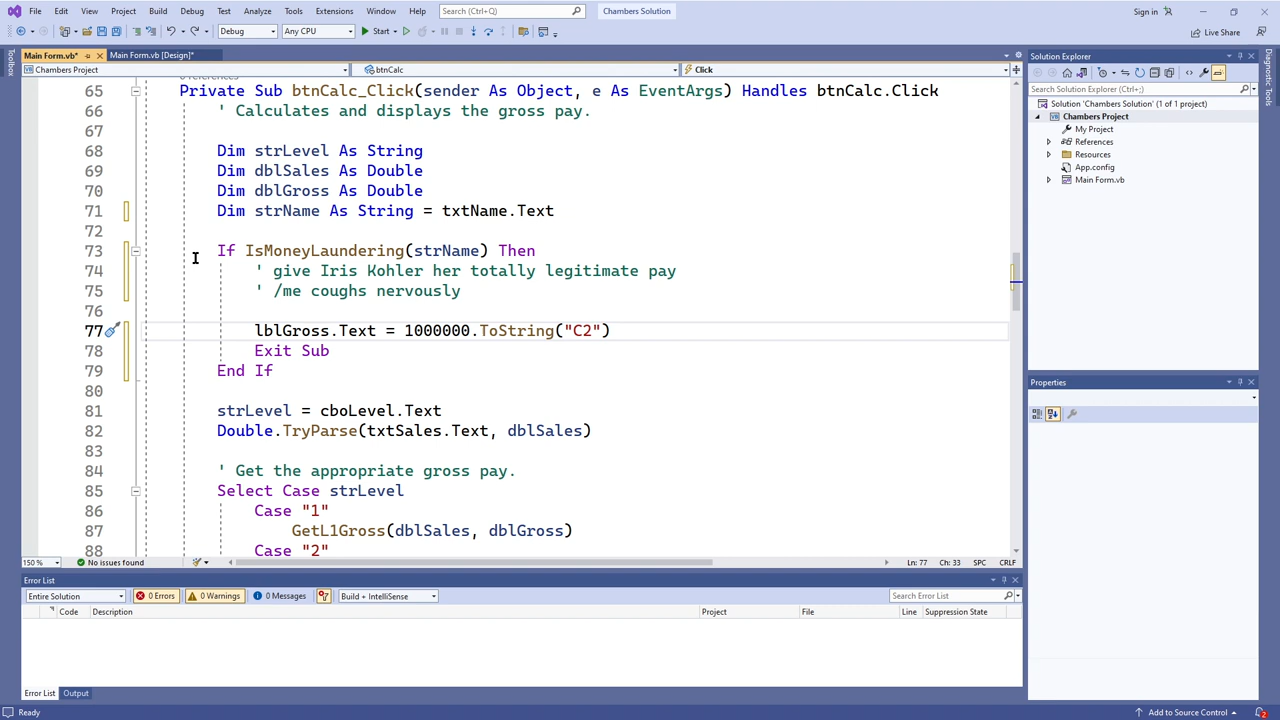 File Edit View Git Project Build Debug Test Analyze Tools Extensions Window Help Search (Ctrl+Q) Chambers Solution Sign in
Debug Any CPU Start Live Share
Main Form.vb* Main Form.vb [Design]*
Chambers Project btnCalc Click
65 Private Sub btnCalc_Click(sender As Object, e As EventArgs) Handles btnCalc.Click
66 ' Calculates and displays the gross pay.
67
68 Dim strLevel As String
69 Dim dblSales As Double
70 Dim dblGross As Double
71 Dim strName As String = txtName.Text
72
73 If IsMoneyLaundering(strName) Then
74 ' give Iris Kohler her totally legitimate pay
75 ' /me coughs nervously
76
77 lblGross.Text = 1000000.ToString("C2")
78 Exit Sub
79 End If
80
81 strLevel = cboLevel.Text
82 Double.TryParse(txtSales.Text, dblSales)
83
84 ' Get the appropriate gross pay.
85 Select Case strLevel
86 Case "1"
87 GetL1Gross(dblSales, dblGross)
88 Case "2"
150 % No issues found Ln: 77 Ch: 33 SPC CRLF
Error List
Entire Solution 0 Errors 0 Warnings 0 Messages Build + IntelliSense Search Error List
Code Description Project File Line Suppression State
Error List Output
Ready Add to Source Control 2
Toolbox
Solution Explorer
Search Solution Explorer (Ctrl+;)
Solution 'Chambers Solution' (1 of 1 project)
Chambers Project
My Project
References
Resources
App.config
Main Form.vb
Properties
Diagnostic Tools